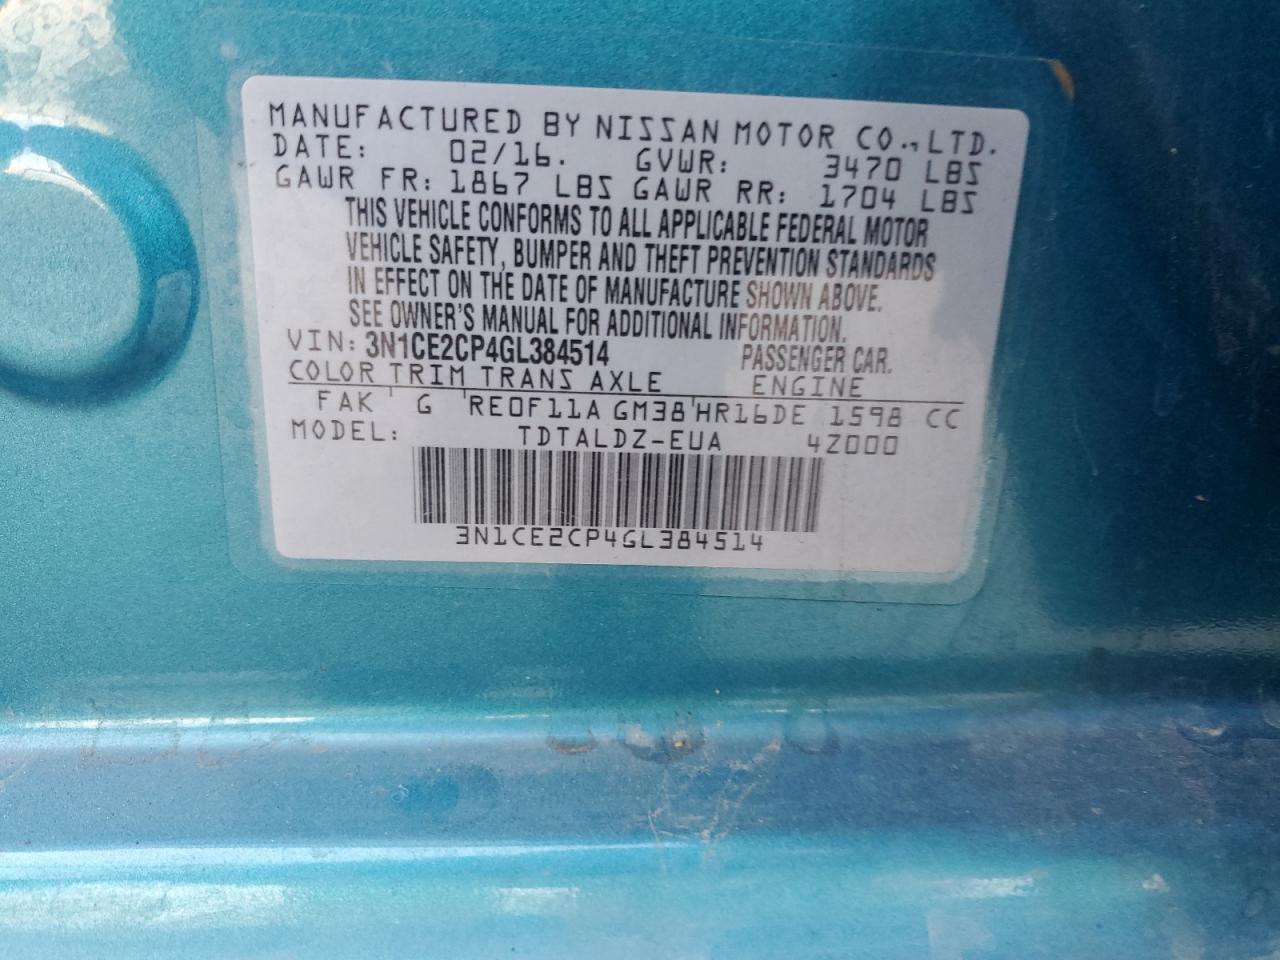 MANUFACTURED BY NISSAN MOTOR CO., LTD.
DATE: 02/16. GVWR: 3470 LBS
GAWR FR: 1867 LBS GAWR RR: 1704 LBS
THIS VEHICLE CONFORMS TO ALL APPLICABLE FEDERAL MOTOR
VEHICLE SAFETY, BUMPER AND THEFT PREVENTION STANDARDS
IN EFFECT ON THE DATE OF MANUFACTURE SHOWN ABOVE.
SEE OWNER'S MANUAL FOR ADDITIONAL INFORMATION.
VIN: 3N1CE2CP4GL384514 PASSENGER CAR.
COLOR TRIM TRANS AXLE ENGINE
FAK G RE0F11A GM38 HR16DE 1598 CC
MODEL: TDTALDZ-EUA 4Z000
3N1CE2CP4GL384514